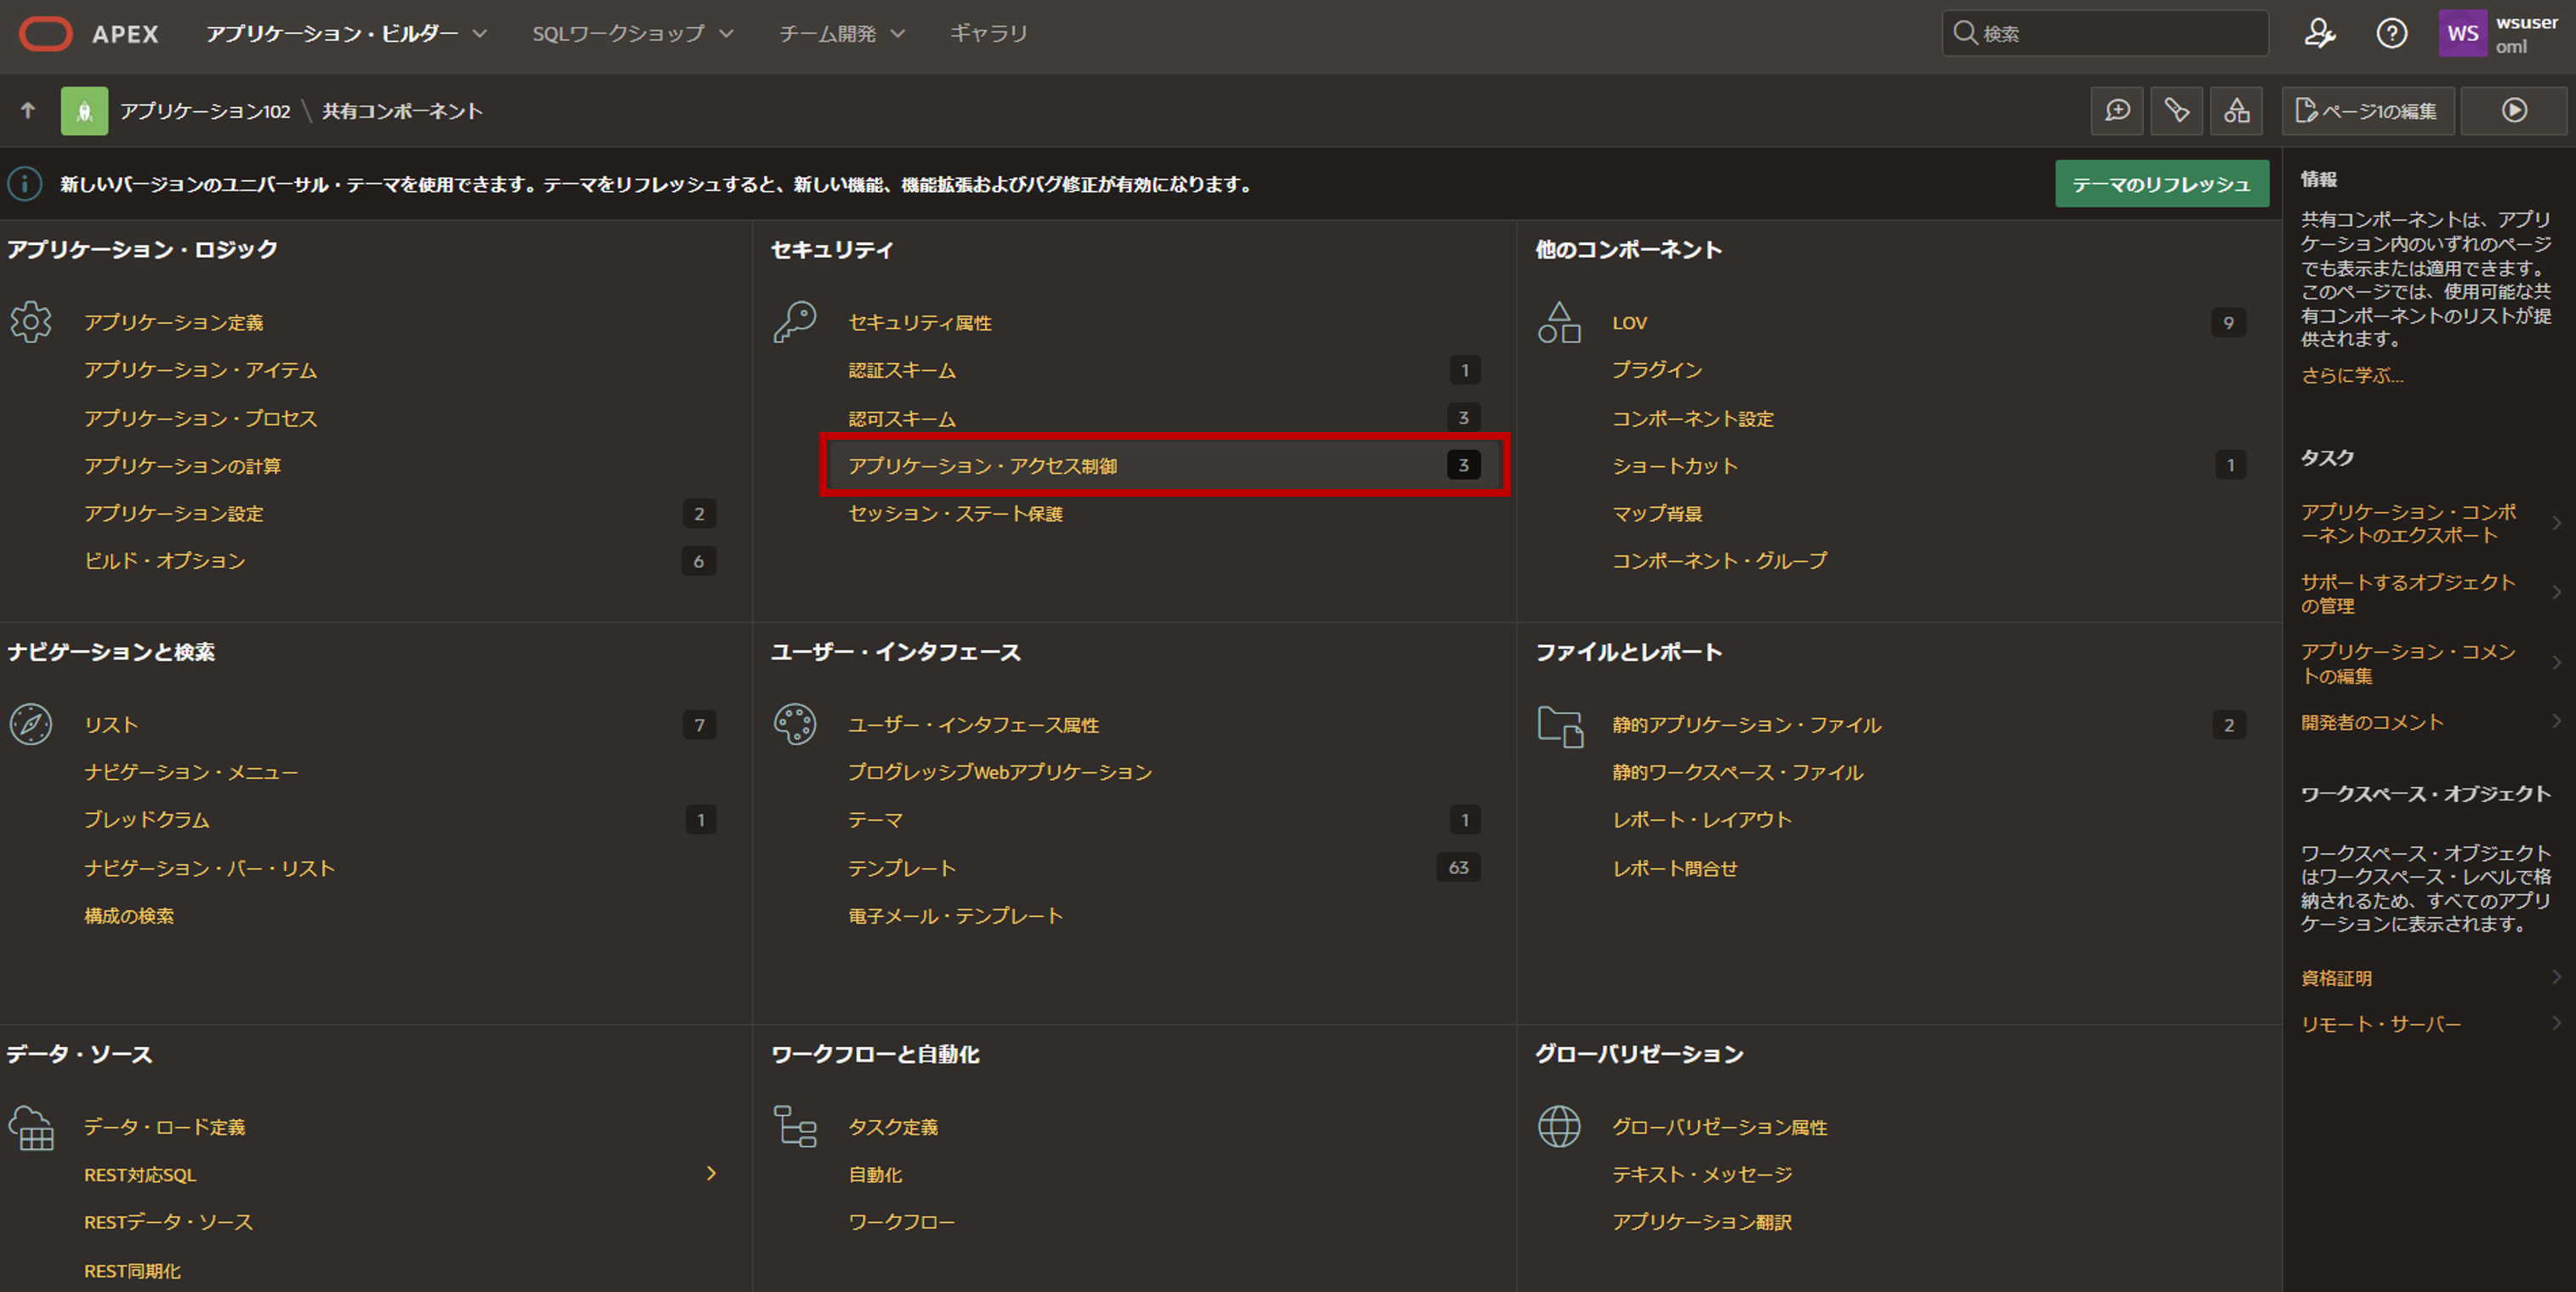 APEX アプリケーション・ビルダー SQLワークショップ チーム開発 ギャラリ 検索 WS wsuser
oml
アプリケーション102 \ 共有コンポーネント ページ1の編集
新しいバージョンのユニバーサル・テーマを使用できます。テーマをリフレッシュすると、新しい機能、機能拡張およびバグ修正が有効になります。 テーマのリフレッシュ
アプリケーション・ロジック
アプリケーション定義
アプリケーション・アイテム
アプリケーション・プロセス
アプリケーションの計算
アプリケーション設定 2
ビルド・オプション 6
セキュリティ
セキュリティ属性
認証スキーム 1
認可スキーム 3
アプリケーション・アクセス制御 3
セッション・ステート保護
他のコンポーネント
LOV 9
プラグイン
コンポーネント設定
ショートカット 1
マップ背景
コンポーネント・グループ
ナビゲーションと検索
リスト 7
ナビゲーション・メニュー
ブレッドクラム 1
ナビゲーション・バー・リスト
構成の検索
ユーザー・インタフェース
ユーザー・インタフェース属性
プログレッシブWebアプリケーション
テーマ 1
テンプレート 63
電子メール・テンプレート
ファイルとレポート
静的アプリケーション・ファイル 2
静的ワークスペース・ファイル
レポート・レイアウト
レポート問合せ
データ・ソース
データ・ロード定義
REST対応SQL
RESTデータ・ソース
REST同期化
ワークフローと自動化
タスク定義
自動化
ワークフロー
グローバリゼーション
グローバリゼーション属性
テキスト・メッセージ
アプリケーション翻訳
情報
共有コンポーネントは、アプリ
ケーション内のいずれのページ
でも表示または適用できます。
このページでは、使用可能な共
有コンポーネントのリストが提
供されます。
さらに学ぶ...
タスク
アプリケーション・コンポ
ーネントのエクスポート
サポートするオブジェクト
の管理
アプリケーション・コメン
トの編集
開発者のコメント
ワークスペース・オブジェクト
ワークスペース・オブジェクト
はワークスペース・レベルで格
納されるため、すべてのアプリ
ケーションに表示されます。
資格証明
リモート・サーバー